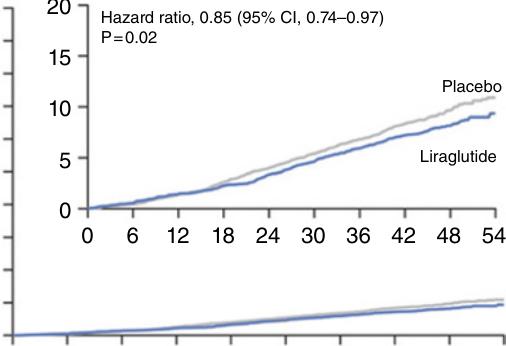 20
Hazard ratio, 0.85 (95% CI, 0.74–0.97)
P=0.02
15
Placebo
10
Liraglutide
5
0
0 6 12 18 24 30 36 42 48 54